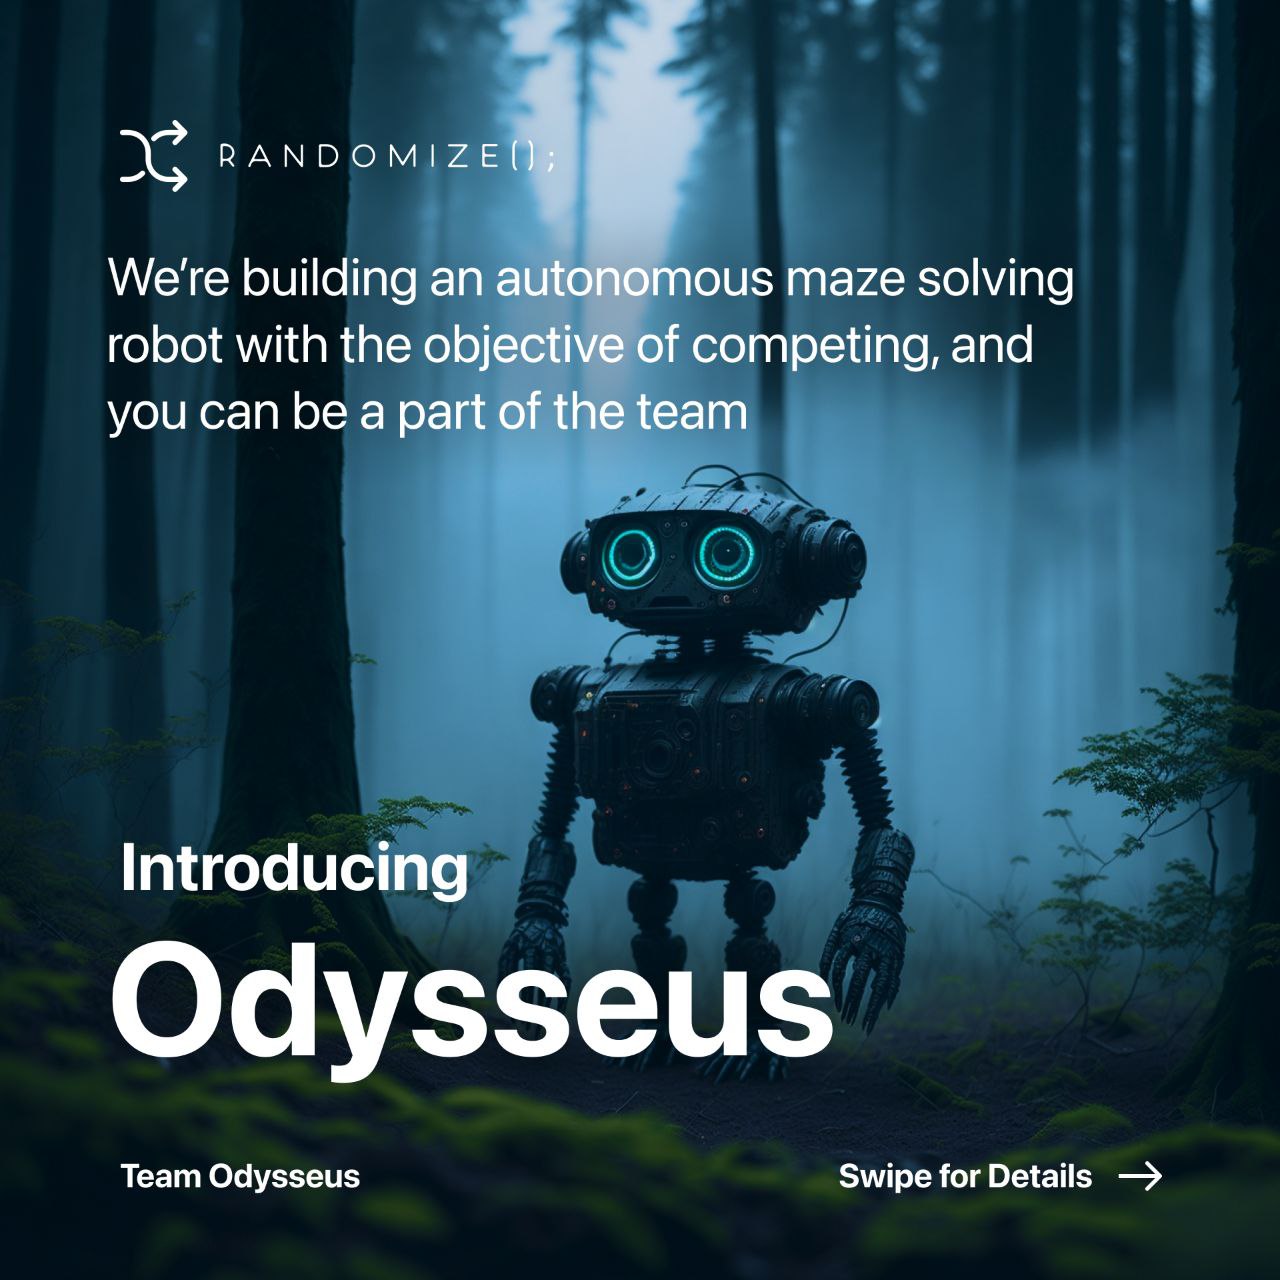 RANDOMIZE();
We’re building an autonomous maze solving
robot with the objective of competing, and
you can be a part of the team
Introducing
Odysseus
Team Odysseus
Swipe for Details →